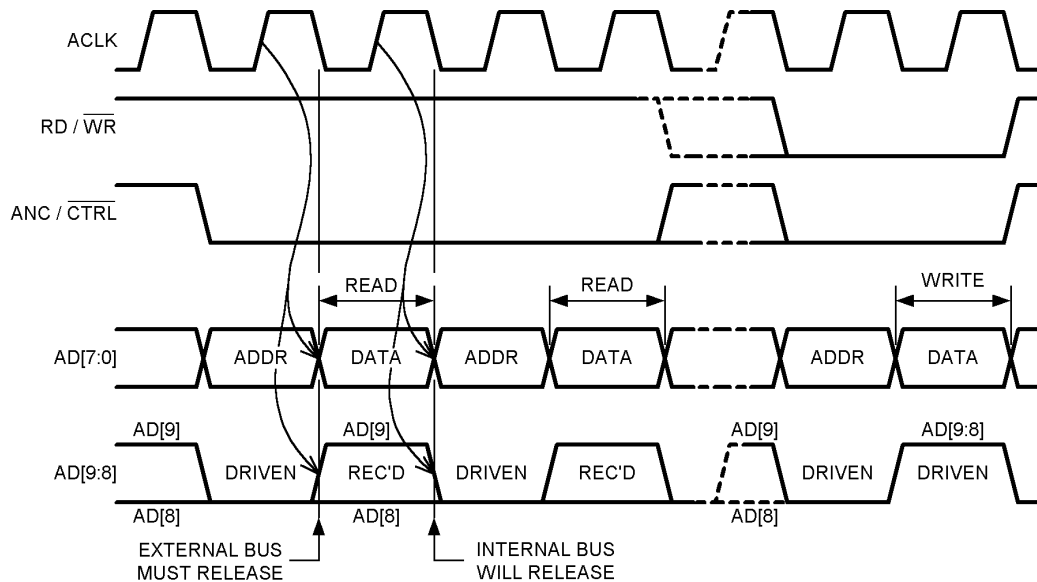 ACLK
RD / WR
ANC / CTRL
READ READ WRITE
AD[7:0] ADDR DATA ADDR DATA ADDR DATA
AD[9] AD[9] AD[9] AD[9:8]
AD[9:8] DRIVEN REC'D DRIVEN REC'D DRIVEN DRIVEN
AD[8] AD[8] AD[8]
EXTERNAL BUS
MUST RELEASE
INTERNAL BUS
WILL RELEASE